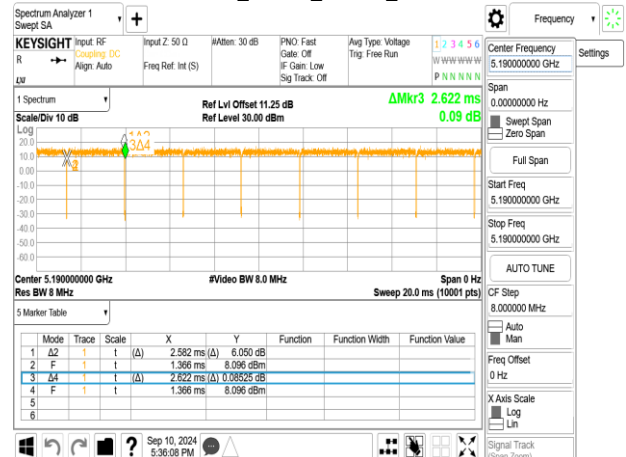 Spectrum Analyzer 1
Swept SA
Frequency
KEYSIGHT Input: RF Input Z: 50 Ω #Atten: 30 dB PNO: Fast Avg Type: Voltage 1 2 3 4 5 6
Coupling: DC Gate: Off Trig: Free Run
R Align: Auto Freq Ref: Int (S) IF Gain: Low W W W W W W
Sig Track: Off P N N N N N
Center Frequency
5.190000000 GHz
Settings
1 Spectrum
Scale/Div 10 dB
Ref Lvl Offset 11.25 dB
Ref Level 30.00 dBm
ΔMkr3 2.622 ms
0.09 dB
Span
0.00000000 Hz
Swept Span
Zero Span
Full Span
Start Freq
5.190000000 GHz
Stop Freq
5.190000000 GHz
AUTO TUNE
CF Step
8.000000 MHz
Auto
Man
Freq Offset
0 Hz
X Axis Scale
Log
Lin
Signal Track
(Span Zoom)
Log
20.0
10.0
0.00
-10.0
-20.0
-30.0
-40.0
-50.0
-60.0
3Δ4
Center 5.190000000 GHz #Video BW 8.0 MHz Span 0 Hz
Res BW 8 MHz Sweep 20.0 ms (10001 pts)
5 Marker Table
Mode Trace Scale X Y Function Function Width Function Value
1 Δ2 1 t (Δ) 2.582 ms (Δ) 6.050 dB
2 F 1 t 1.366 ms 8.096 dBm
3 Δ4 1 t (Δ) 2.622 ms (Δ) 0.08525 dB
4 F 1 t 1.366 ms 8.096 dBm
5
6
?
Sep 10, 2024
5:36:08 PM